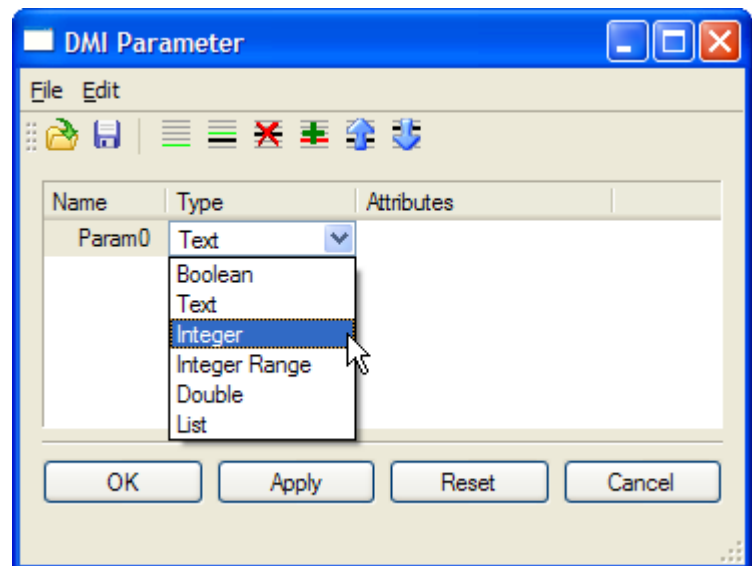 DMI Parameter
File Edit
Name Type Attributes
Param0 Text
Boolean
Text
Integer
Integer Range
Double
List
OK Apply Reset Cancel